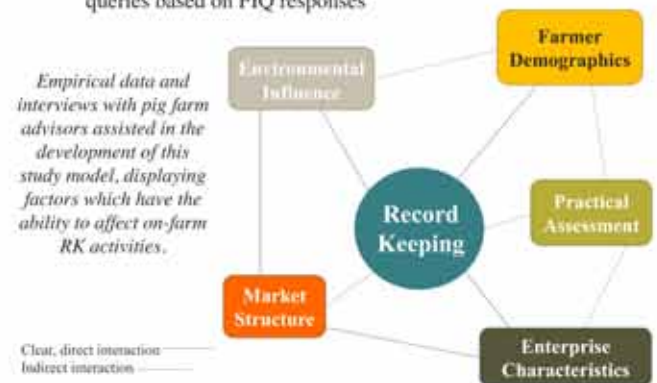 queries based on PIQ responses
Empirical data and
interviews with pig farm
advisors assisted in the
development of this
study model, displaying
factors which have the
ability to affect on-farm
RK activities.
Environmental
Influence
Farmer
Demographics
Record
Keeping
Practical
Assessment
Market
Structure
Enterprise
Characteristics
Clear, direct interaction
Indirect interaction